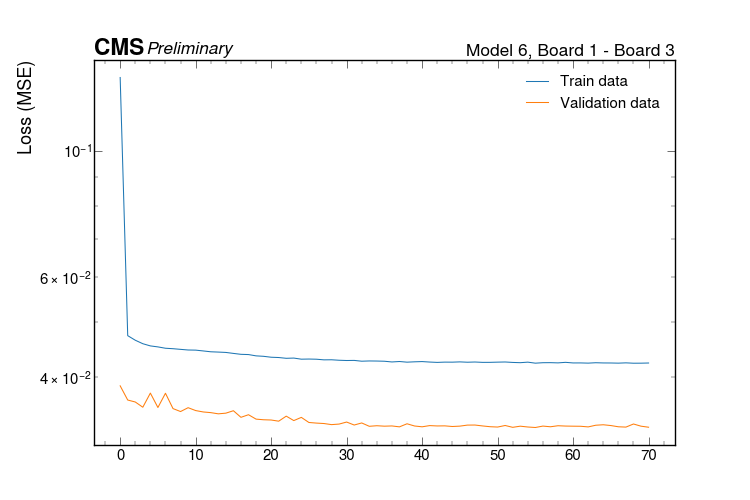 CMS Preliminary
Model 6, Board 1 - Board 3
Loss (MSE)
Train data
Validation data
10⁻¹
6 × 10⁻²
4 × 10⁻²
0 10 20 30 40 50 60 70